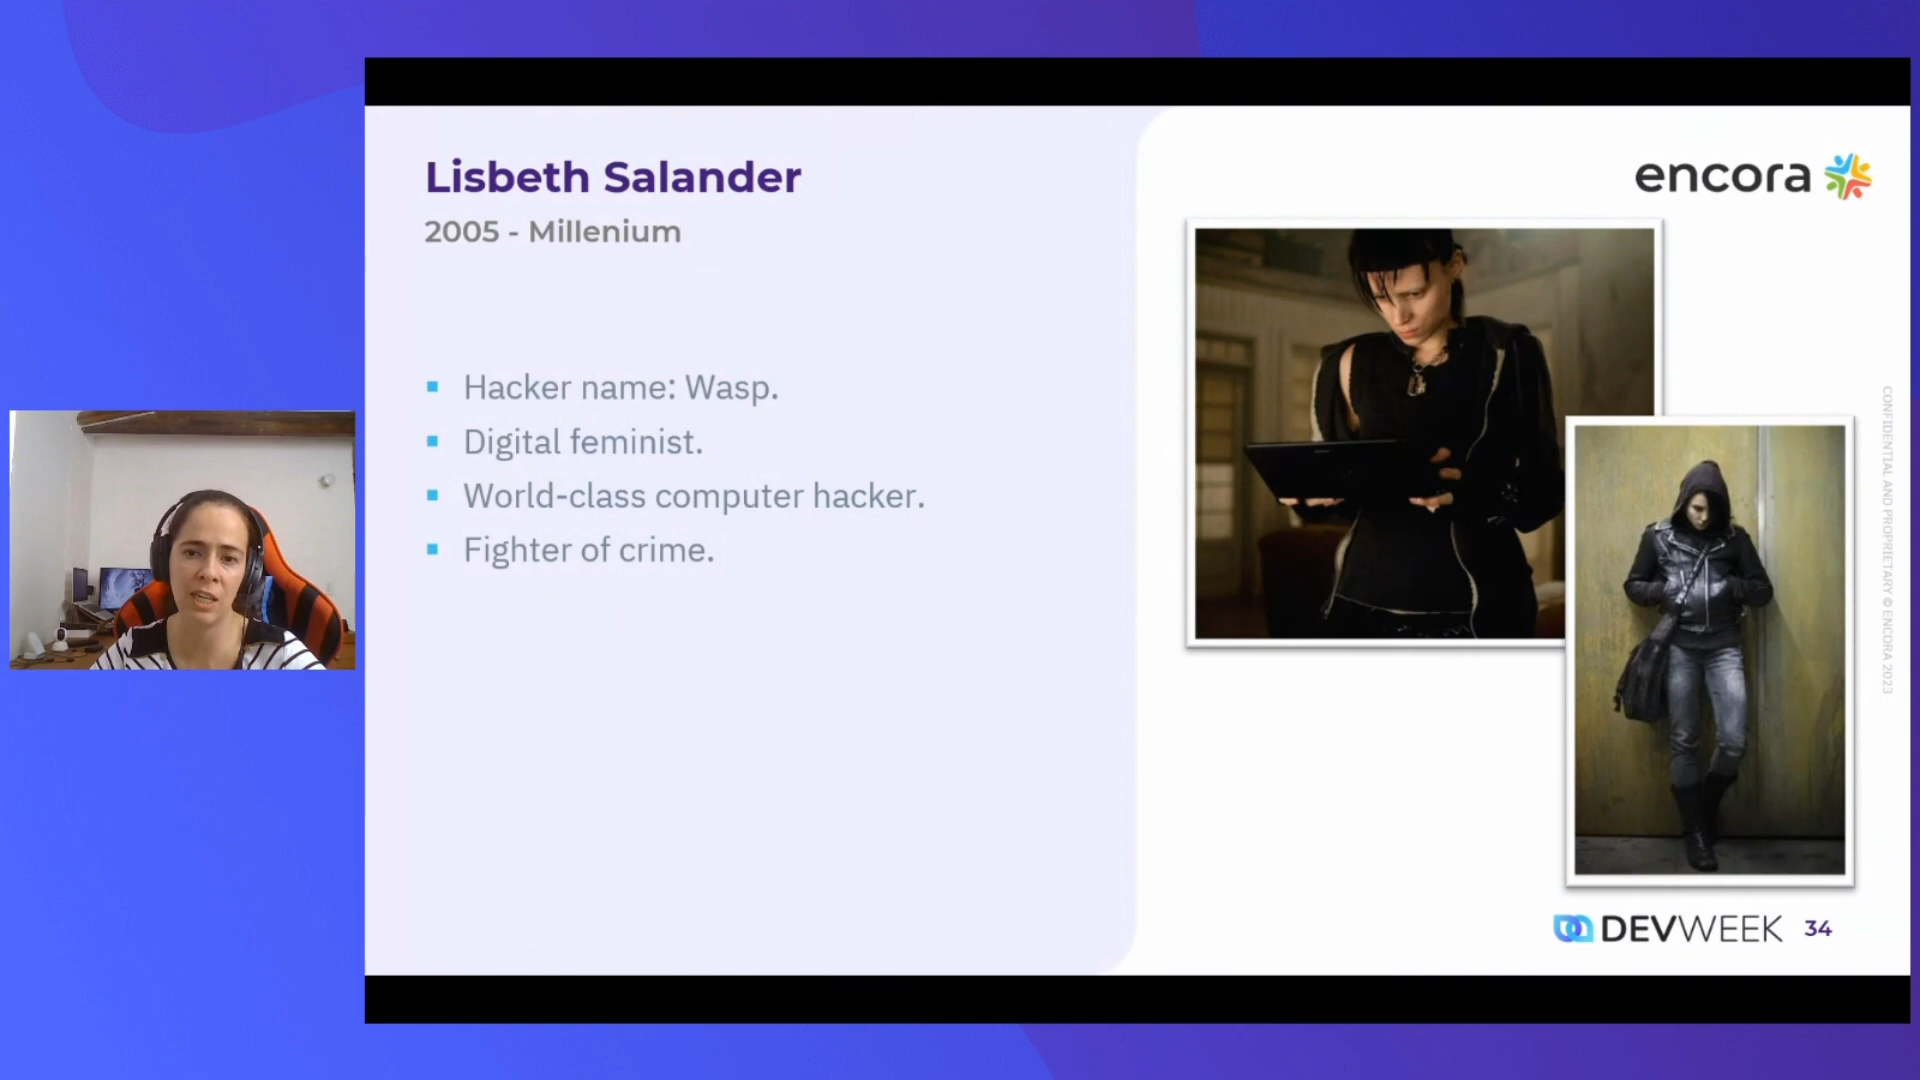 Lisbeth Salander
2005 - Millenium
Hacker name: Wasp.
Digital feminist.
World-class computer hacker.
Fighter of crime.
encora
CONFIDENTIAL AND PROPRIETARY © ENCORA 2023
DEVWEEK
34